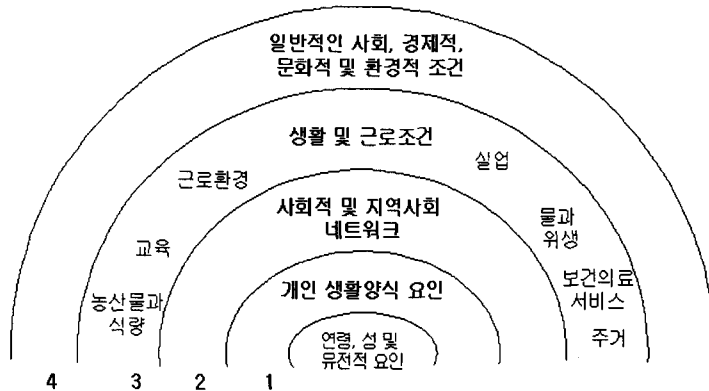 일반적인 사회, 경제적,
문화적 및 환경적 조건
생활 및 근로조건
실업
근로환경
사회적 및 지역사회
네트워크
물과
위생
교육
보건의료
서비스
개인 생활양식 요인
농산물과
식량
주거
연령, 성 및
유전적 요인
4 3 2 1